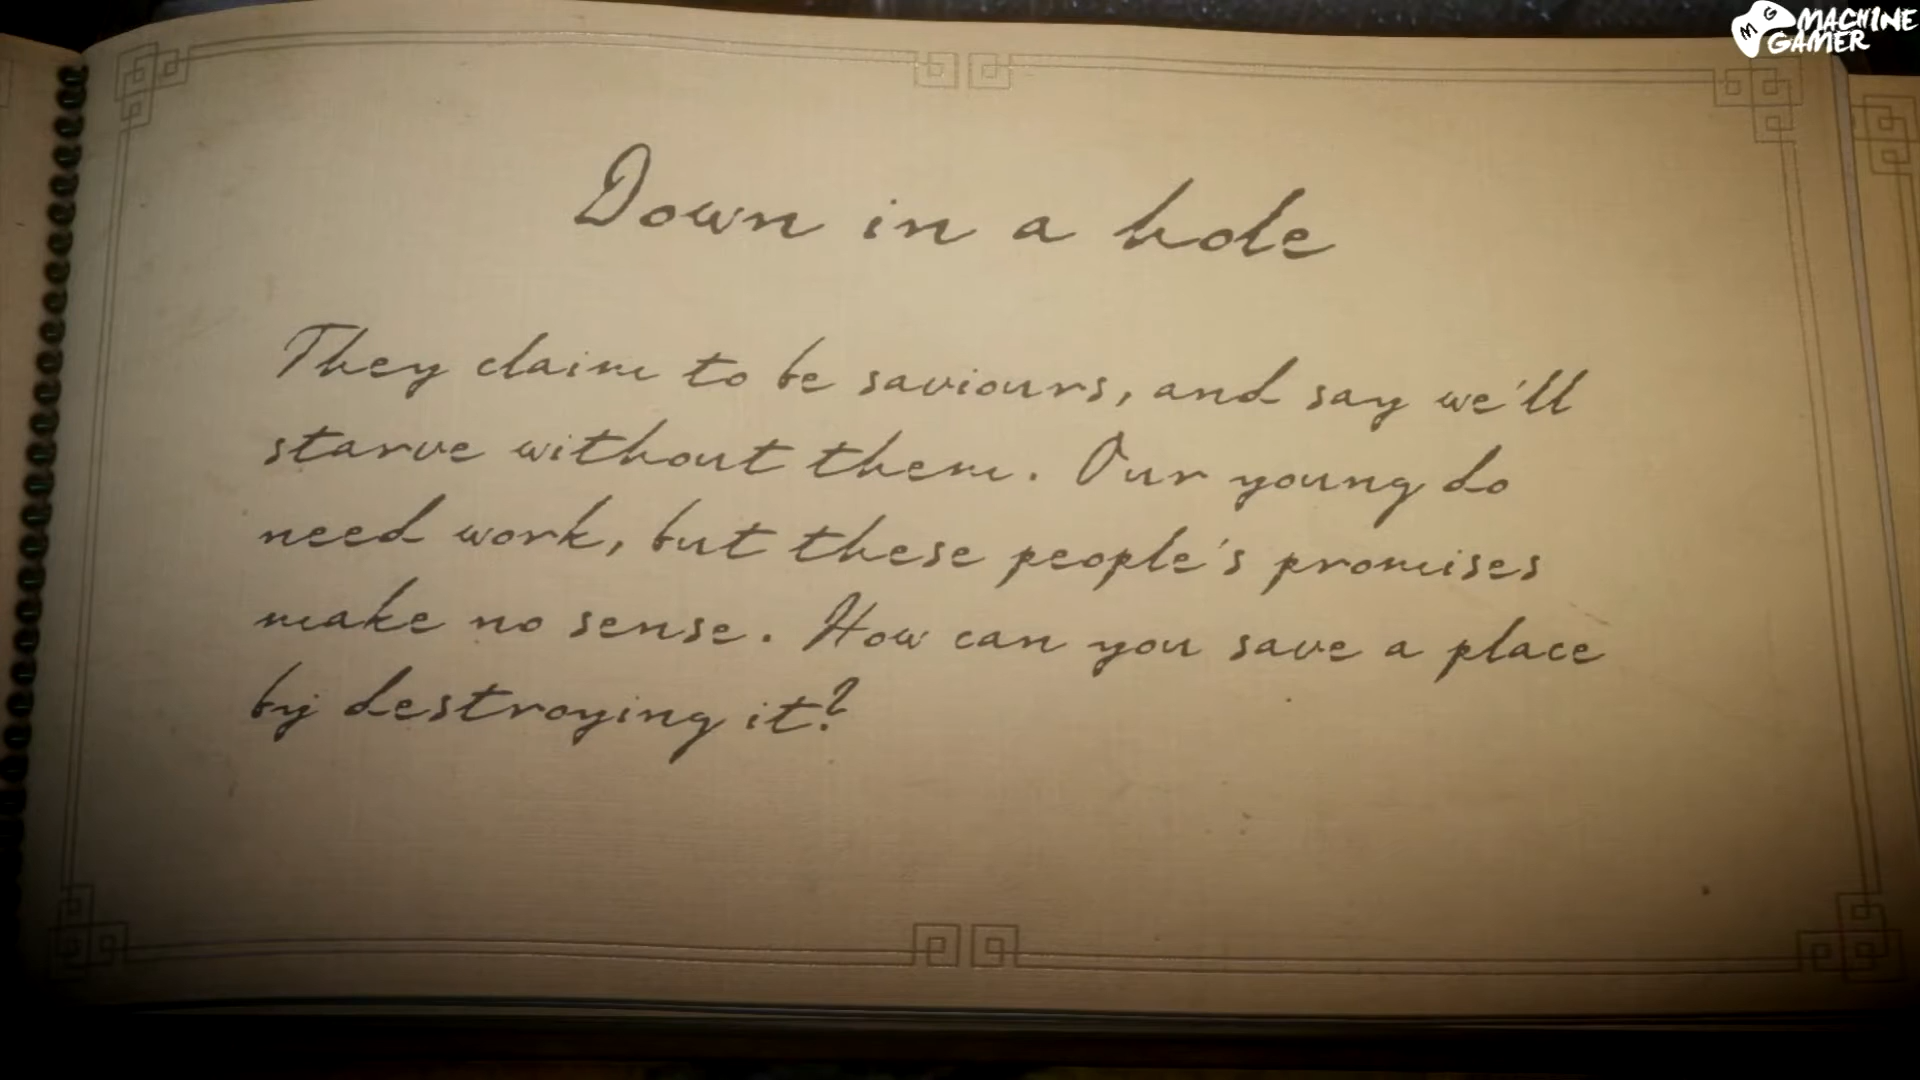 MACHINE
GAMER
Down in a hole
They claim to be saviours, and say we'll
starve without them. Our young do
need work, but these people's promises
make no sense. How can you save a place
by destroying it?